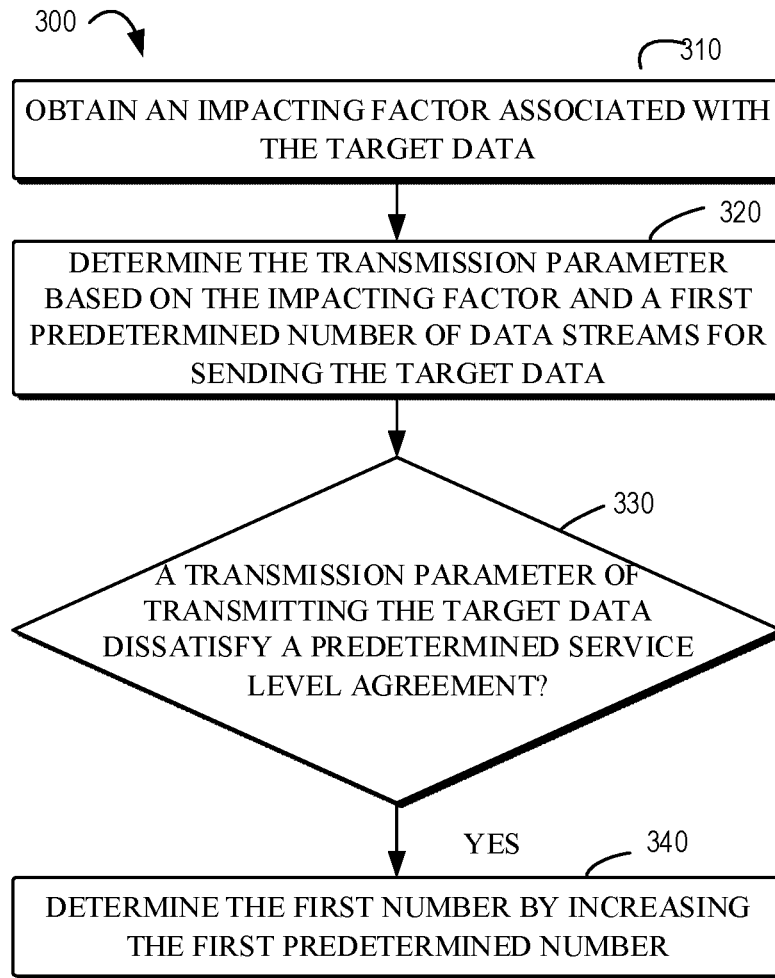 300
310
OBTAIN AN IMPACTING FACTOR ASSOCIATED WITH
THE TARGET DATA
320
DETERMINE THE TRANSMISSION PARAMETER
BASED ON THE IMPACTING FACTOR AND A FIRST
PREDETERMINED NUMBER OF DATA STREAMS FOR
SENDING THE TARGET DATA
330
A TRANSMISSION PARAMETER OF
TRANSMITTING THE TARGET DATA
DISSATISFY A PREDETERMINED SERVICE
LEVEL AGREEMENT?
YES
340
DETERMINE THE FIRST NUMBER BY INCREASING
THE FIRST PREDETERMINED NUMBER